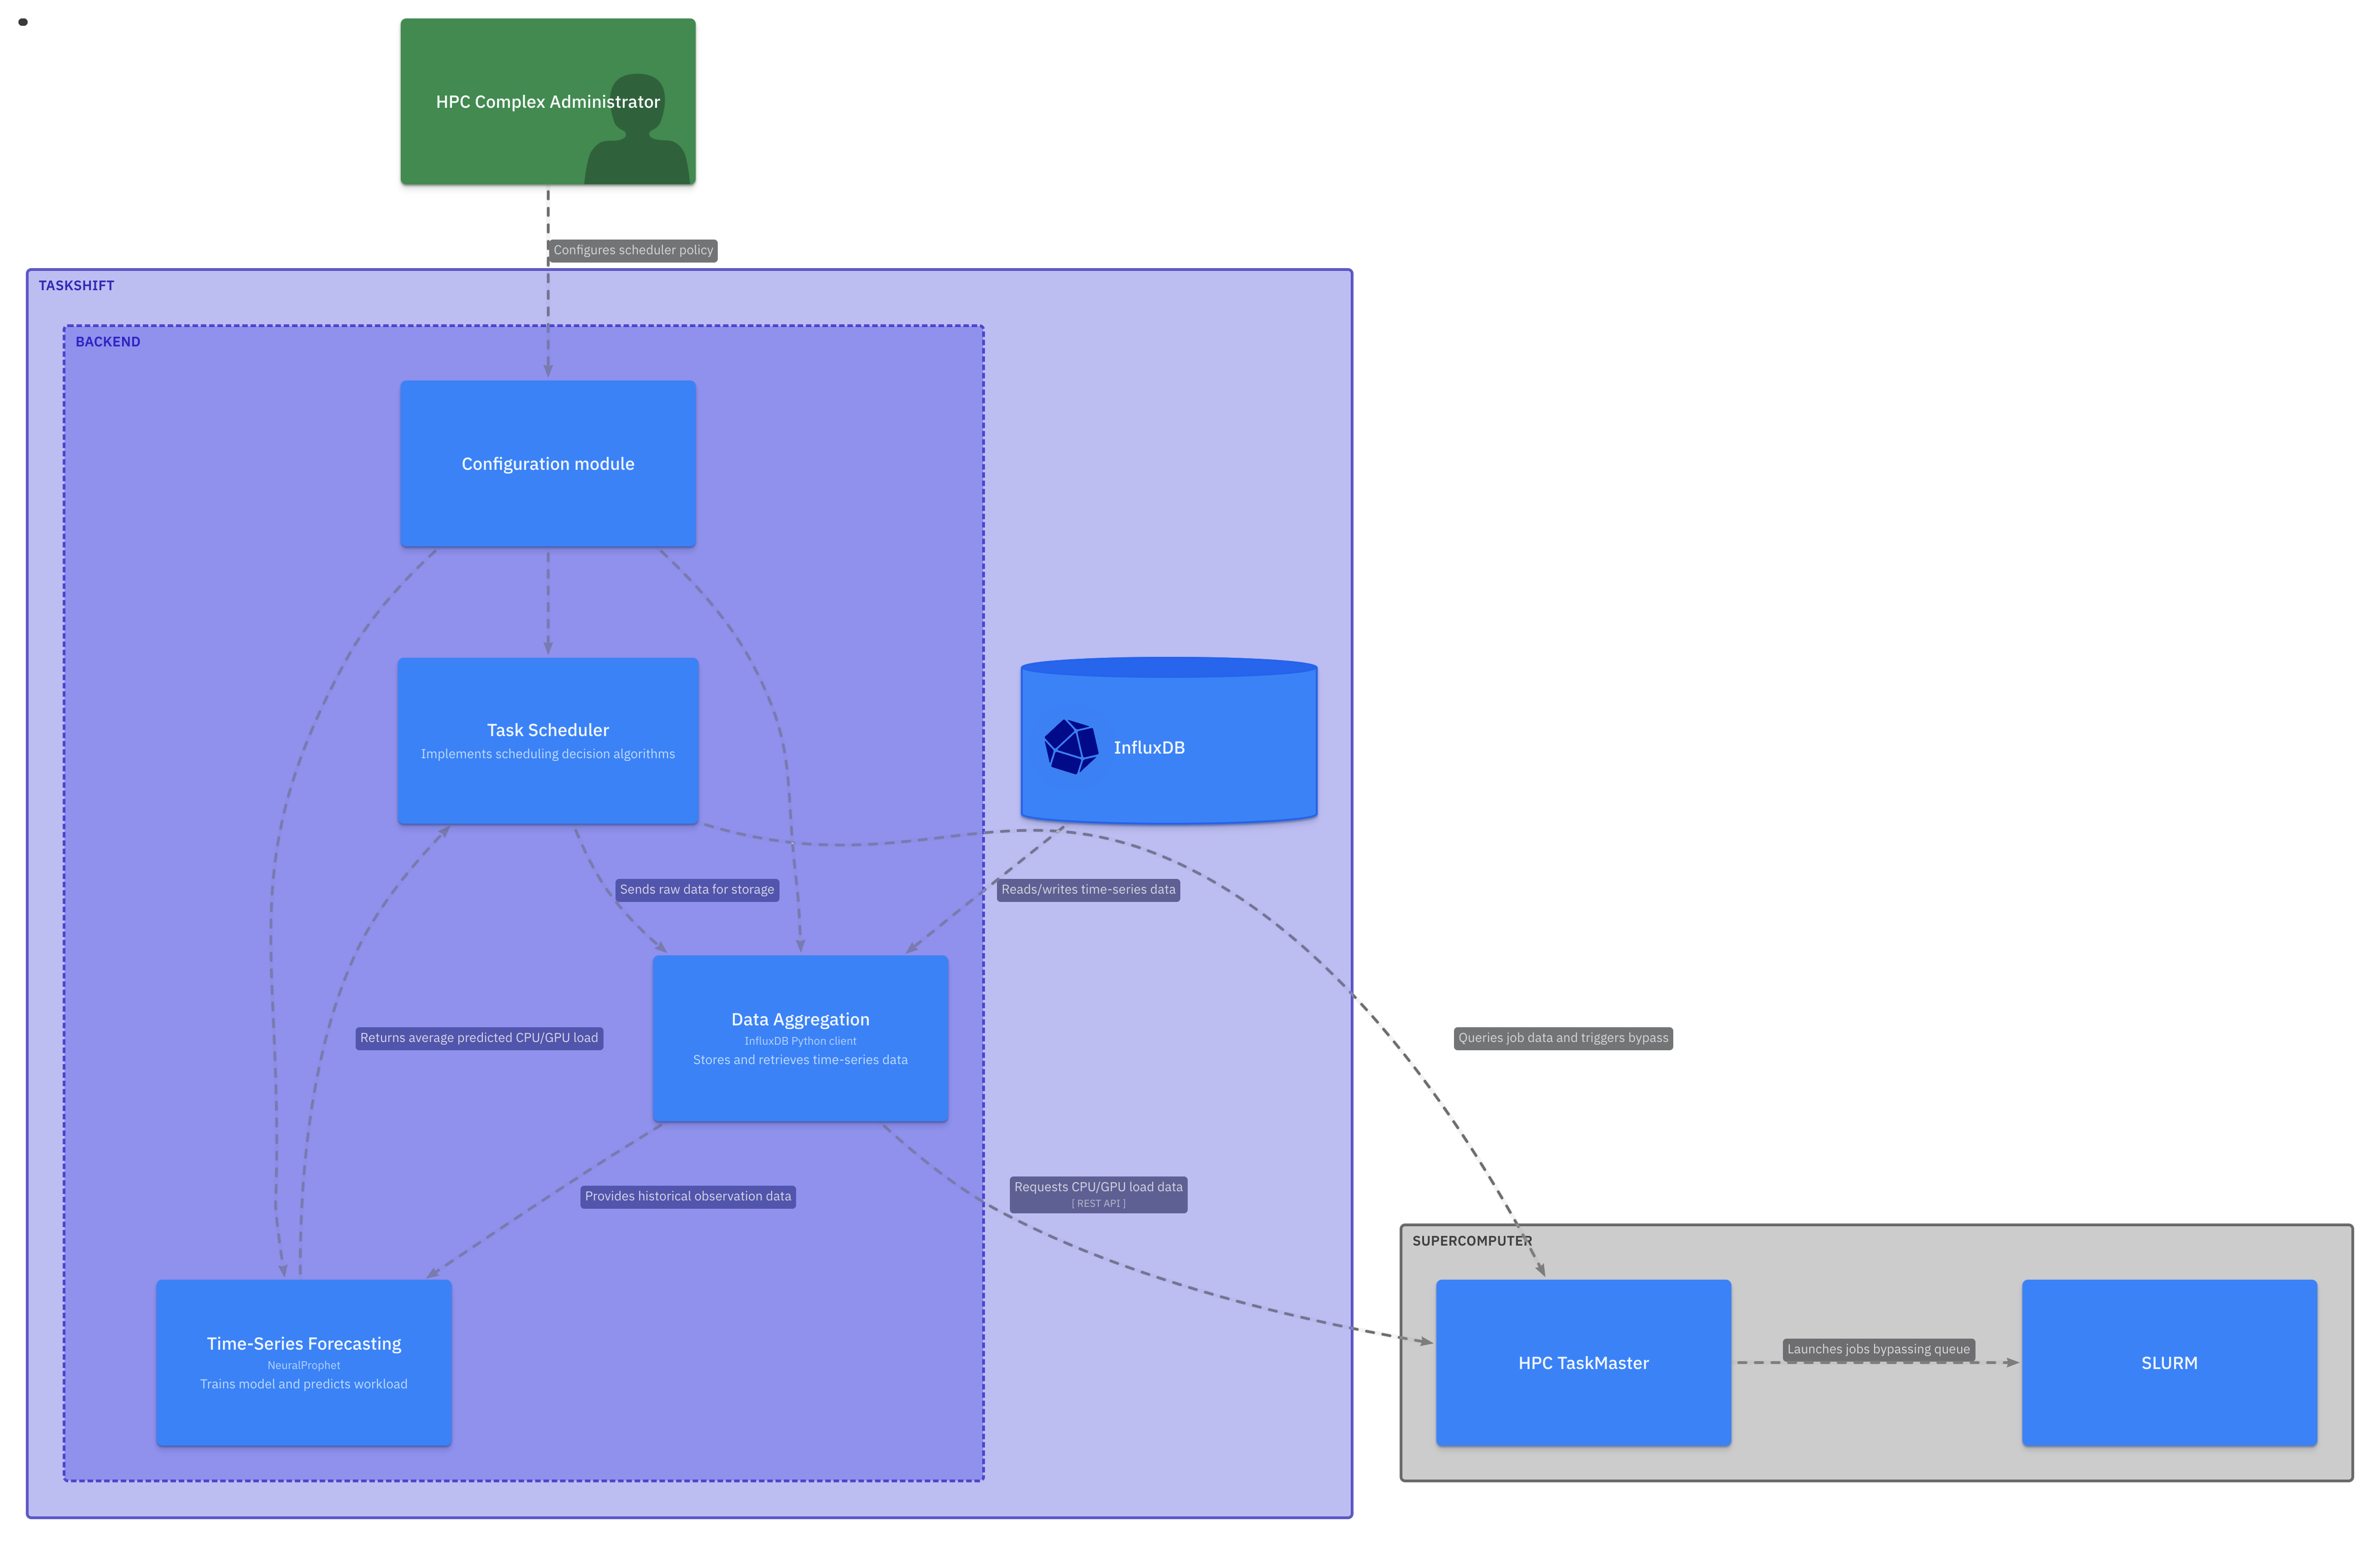 HPC Complex Administrator
Configures scheduler policy
TASKSHIFT
BACKEND
Configuration module
Task Scheduler
Implements scheduling decision algorithms
InfluxDB
Sends raw data for storage
Reads/writes time-series data
Data Aggregation
InfluxDB Python client
Stores and retrieves time-series data
Returns average predicted CPU/GPU load
Queries job data and triggers bypass
Provides historical observation data
Requests CPU/GPU load data
[ REST API ]
SUPERCOMPUTER
Time-Series Forecasting
NeuralProphet
Trains model and predicts workload
HPC TaskMaster
Launches jobs bypassing queue
SLURM